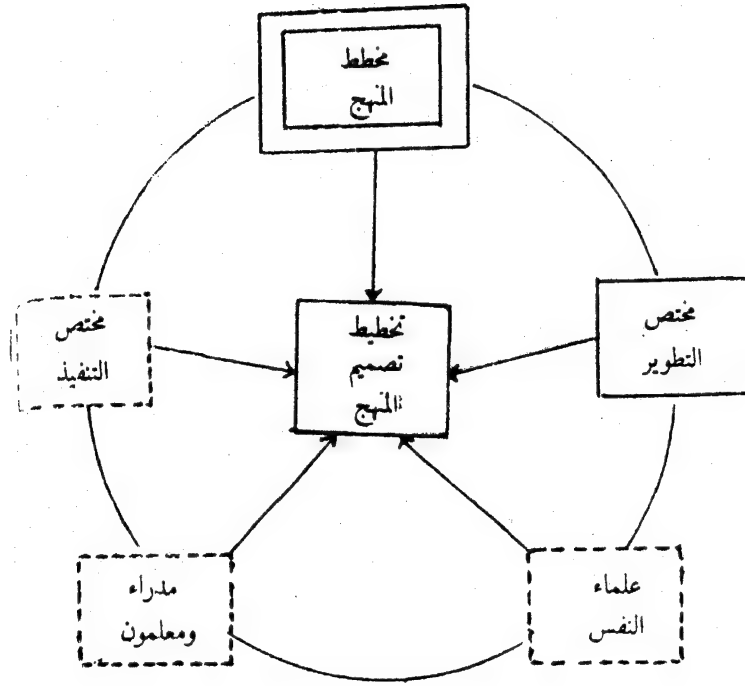 مخطط
المنهج
مختص
التطوير
تخطيط
تصميم
المنهج
مختص
التنفيذ
علماء
النفس
مدراء
ومعلمون